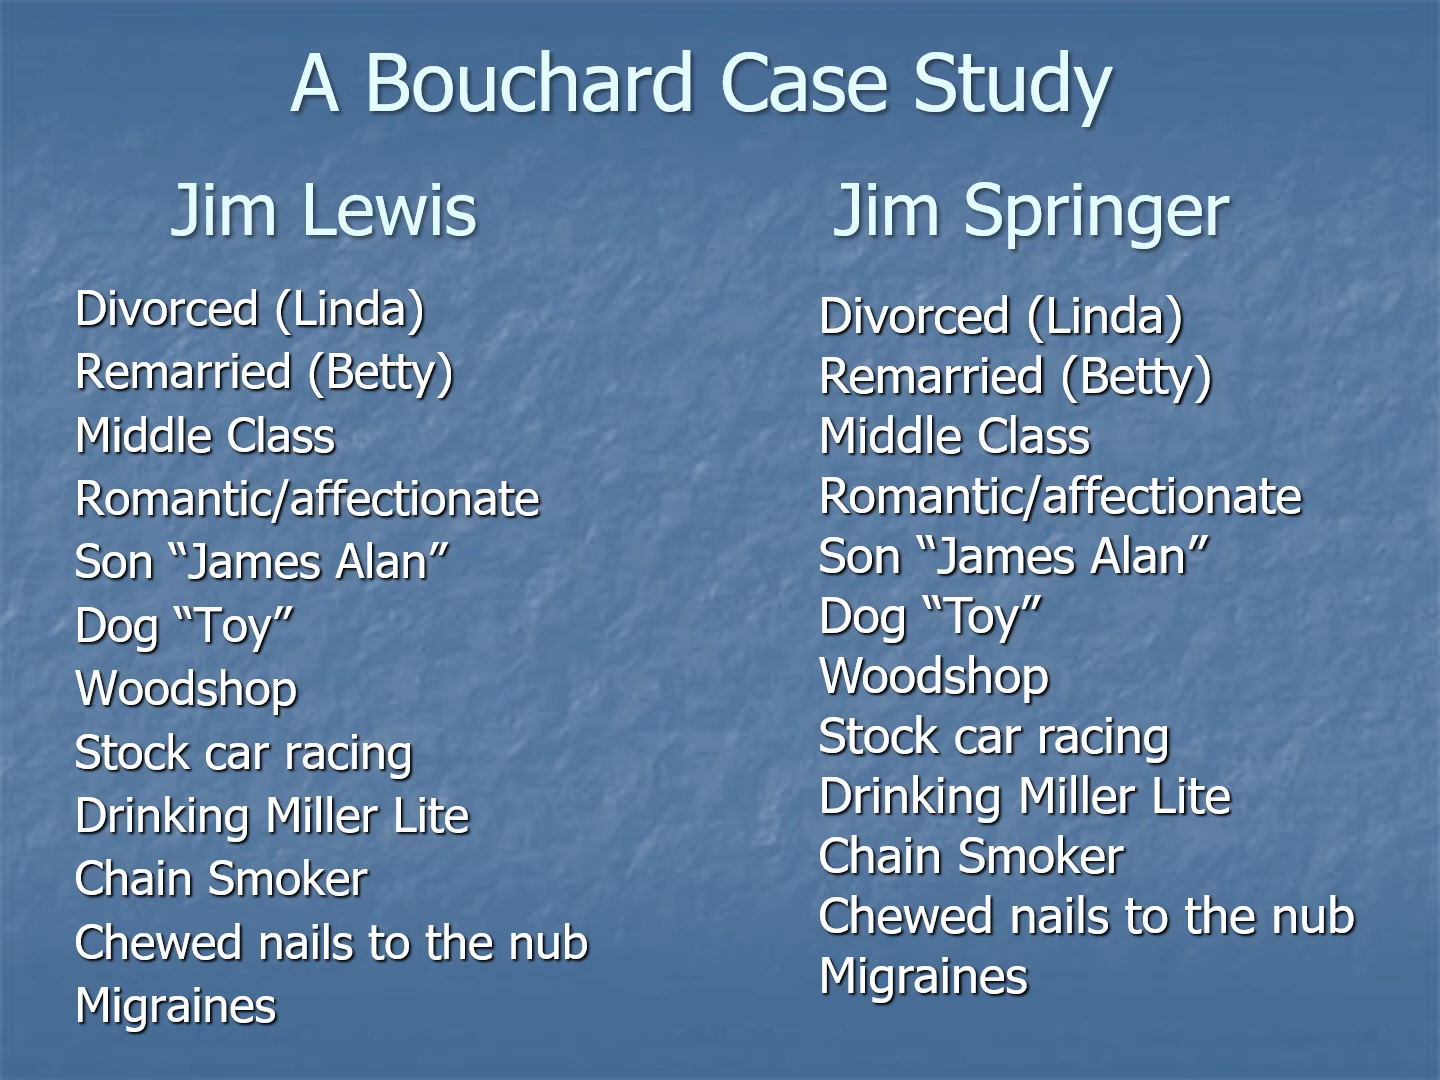 A Bouchard Case Study
Jim Lewis
Divorced (Linda)
Remarried (Betty)
Middle Class
Romantic/affectionate
Son “James Alan”
Dog “Toy”
Woodshop
Stock car racing
Drinking Miller Lite
Chain Smoker
Chewed nails to the nub
Migraines
Jim Springer
Divorced (Linda)
Remarried (Betty)
Middle Class
Romantic/affectionate
Son “James Alan”
Dog “Toy”
Woodshop
Stock car racing
Drinking Miller Lite
Chain Smoker
Chewed nails to the nub
Migraines